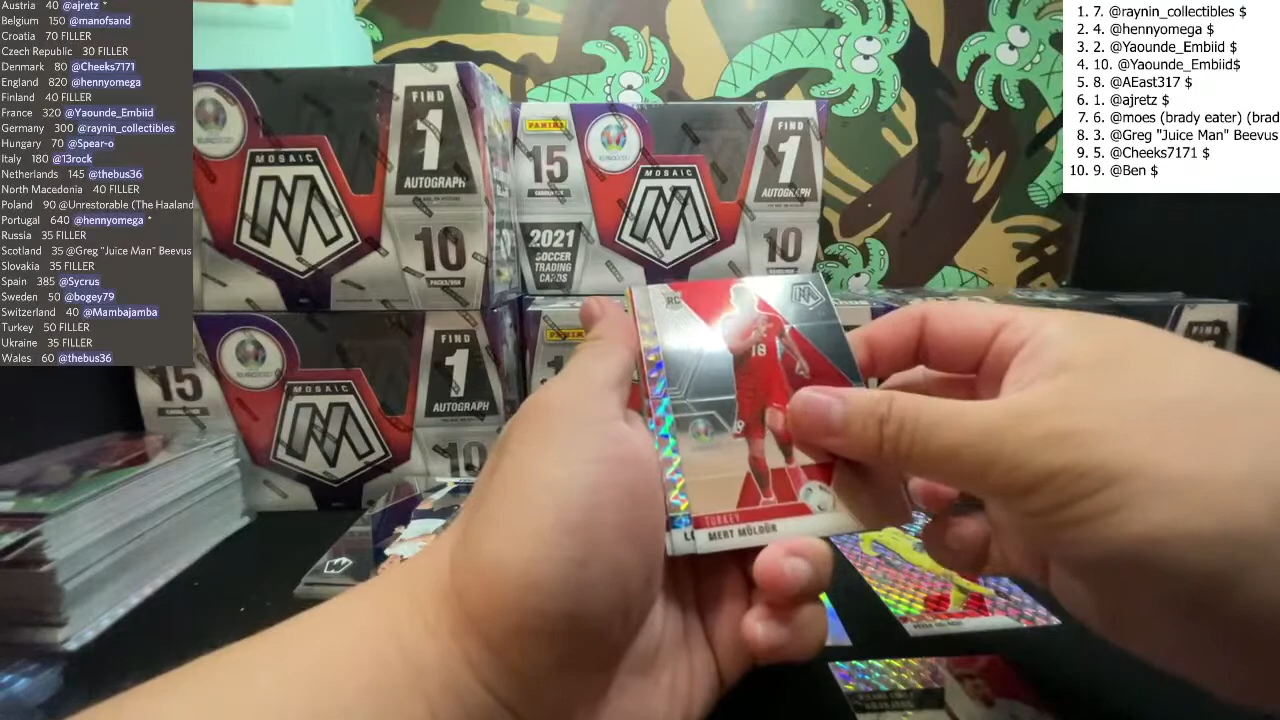 Austria 40 @ajretz *
Belgium 150 @manofsand
Croatia 70 FILLER
Czech Republic 30 FILLER
Denmark 80 @Cheeks7171
England 820 @hennyomega
Finland 40 FILLER
France 320 @Yaounde_Embiid
Germany 300 @raynin_collectibles
Hungary 70 @Spear-o
Italy 180 @13rock
Netherlands 145 @thebus36
North Macedonia 40 FILLER
Poland 90 @Uncomforable (The Haaland
Portugal 640 @hennyomega *
Russia 35 FILLER
Scotland 35 @Greg "Juice Man" Beevus
Slovakia 35 FILLER
Spain 385 @Sycrus
Sweden 50 @bogey79
Switzerland 40 @Mambajamba
Turkey 50 FILLER
Ukraine 35 FILLER
Wales 60 @thebus36
1. 7. @raynin_collectibles $
2. 4. @hennyomega $
3. 2. @Yaounde_Embiid $
4. 10. @Yaounde_Embiid$
5. 8. @AEast317 $
6. 1. @ajretz $
7. 6. @moes (brady eater) (brad
8. 3. @Greg "Juice Man" Beevus
9. 5. @Cheeks7171 $
10. 9. @Ben $
MOSAIC
FIND
1
AUTOGRAPH
10
PANINI
15
2021
SOCCER
TRADING
CARDS
MOSAIC
FIND
1
AUTOGRAPH
10
15
MOSAIC
FIND
1
AUTOGRAPH
10
FIND
RC
18
TURKEY
MERT MÜLDÜR